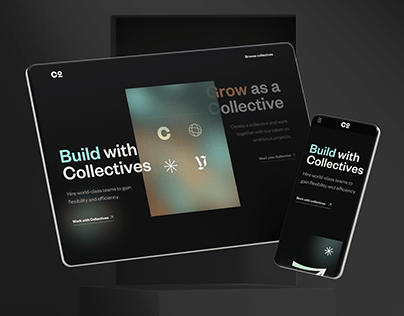 Co
Browse collectives
Build with
Collectives
Hire world-class teams to gain
flexibility and efficiency
Work with Collectives
Grow as a
Collective
Create a collective and work
together with top talent on
ambitious projects.
Start your Collective
C
Co
Build with
Collectives
Hire world-class teams to
gain flexibility and efficiency
Work with collectives